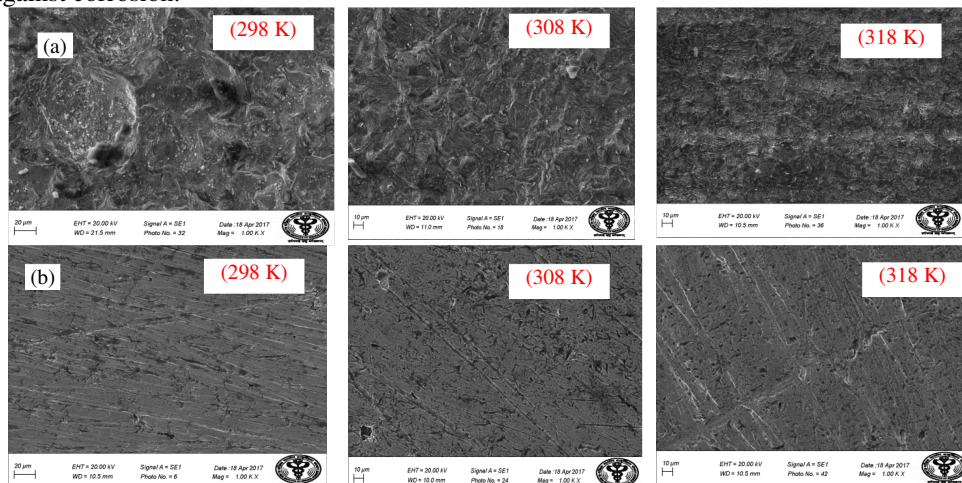 against corrosion.
(a)
(298 K)
(308 K)
(318 K)
20 µm
EHT = 20.00 kV
WD = 21.5 mm
Signal A = SE1
Photo No. = 32
Date :18 Apr 2017
Mag = 1.00 K X
10 µm
EHT = 20.00 kV
WD = 11.0 mm
Signal A = SE1
Photo No. = 18
Date :18 Apr 2017
Mag = 1.00 K X
10 µm
EHT = 20.00 kV
WD = 10.5 mm
Signal A = SE1
Photo No. = 36
Date :18 Apr 2017
Mag = 1.00 K X
(b)
(298 K)
(308 K)
(318 K)
20 µm
EHT = 20.00 kV
WD = 10.5 mm
Signal A = SE1
Photo No. = 6
Date :18 Apr 2017
Mag = 1.00 K X
10 µm
EHT = 20.00 kV
WD = 10.0 mm
Signal A = SE1
Photo No. = 24
Date :18 Apr 2017
Mag = 1.00 K X
10 µm
EHT = 20.00 kV
WD = 10.5 mm
Signal A = SE1
Photo No. = 42
Date :18 Apr 2017
Mag = 1.00 K X